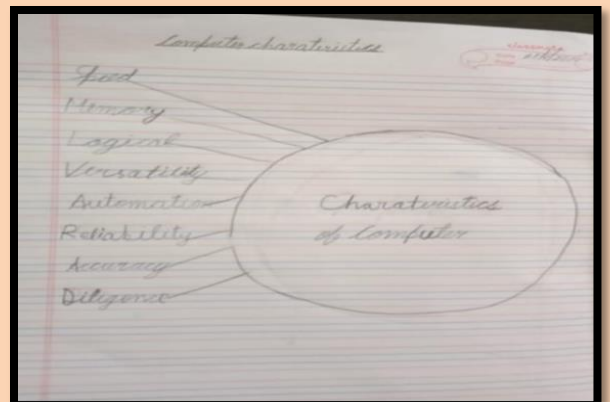 Computer charateristics
Speed
Memory
Logical
Versatility
Automation
Reliability
Accuracy
Diligence
Charateristics
of Computer